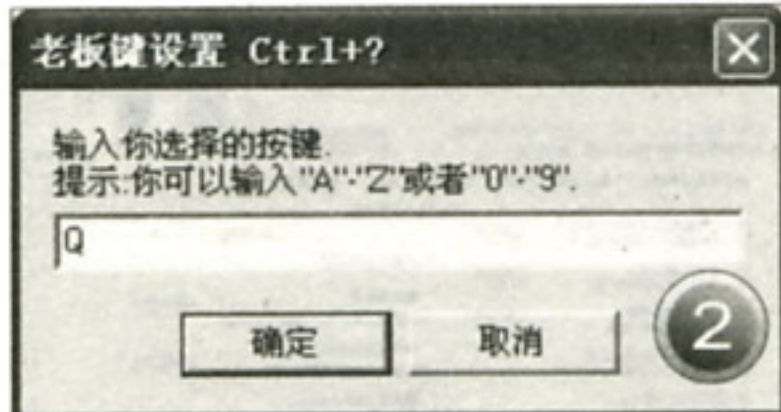 老板键设置 Ctrl+?
输入你选择的按键.
提示:你可以输入"A"-"Z"或者"0"-"9".
Q
确定 取消
2